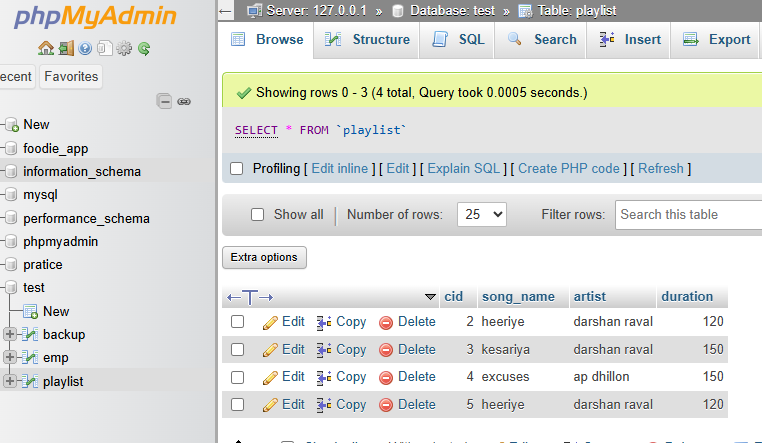 phpMyAdmin
ecent Favorites
New
foodie_app
information_schema
mysql
performance_schema
phpmyadmin
pratice
test
New
backup
emp
playlist
Server: 127.0.0.1 » Database: test » Table: playlist
Browse Structure SQL Search Insert Export
Showing rows 0 - 3 (4 total, Query took 0.0005 seconds.)
SELECT * FROM `playlist`
Profiling [ Edit inline ] [ Edit ] [ Explain SQL ] [ Create PHP code ] [ Refresh ]
Show all | Number of rows: 25 Filter rows: Search this table
Extra options
←T→ cid song_name artist duration
Edit Copy Delete 2 heeriye darshan raval 120
Edit Copy Delete 3 kesariya darshan raval 150
Edit Copy Delete 4 excuses ap dhillon 150
Edit Copy Delete 5 heeriye darshan raval 120